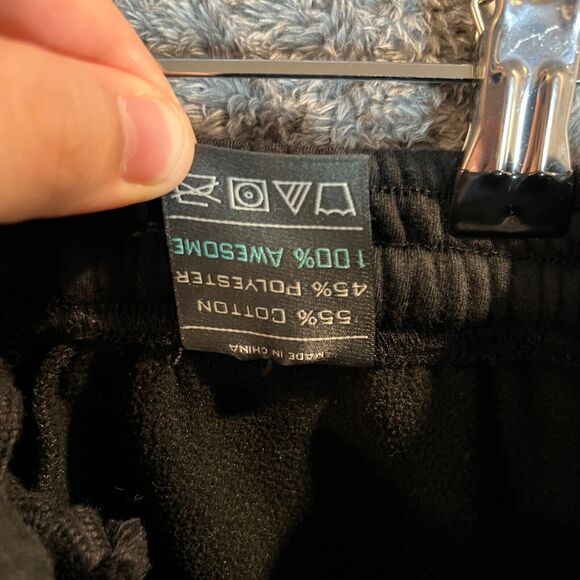 MADE IN CHINA
55% COTTON
45% POLYESTER
100% AWESOME